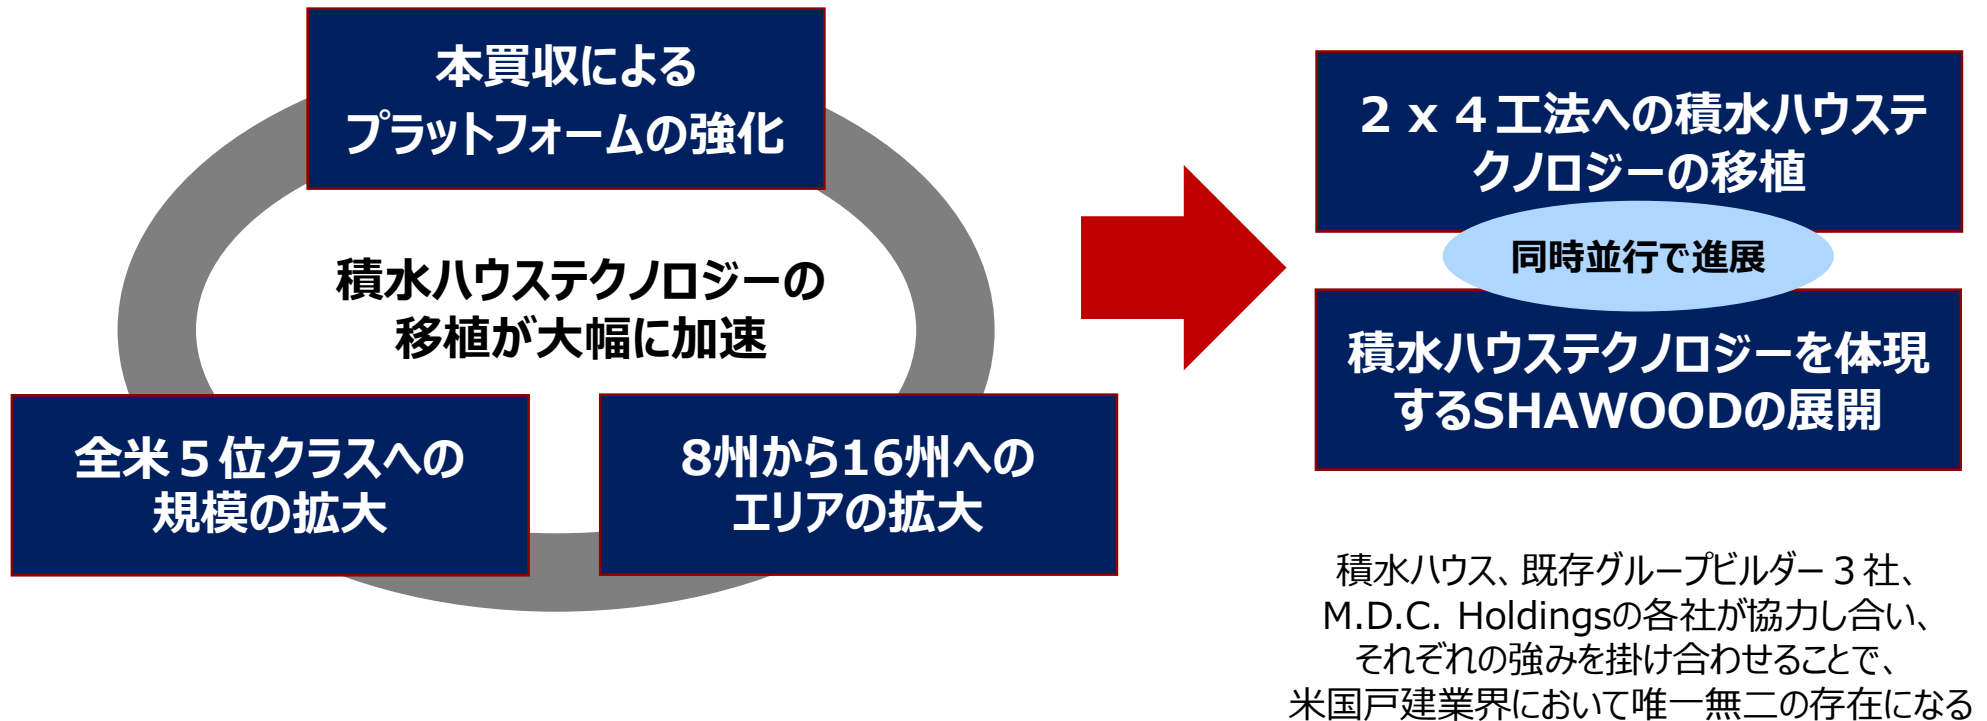 本買収による
プラットフォームの強化
積水ハウステクノロジーの
移植が大幅に加速
全米５位クラスへの
規模の拡大
8州から16州への
エリアの拡大
２ｘ４工法への積水ハウステ
クノロジーの移植
同時並行で進展
積水ハウステクノロジーを体現
するSHAWOODの展開
積水ハウス、既存グループビルダー３社、
M.D.C. Holdingsの各社が協力し合い、
それぞれの強みを掛け合わせることで、
米国戸建業界において唯一無二の存在になる